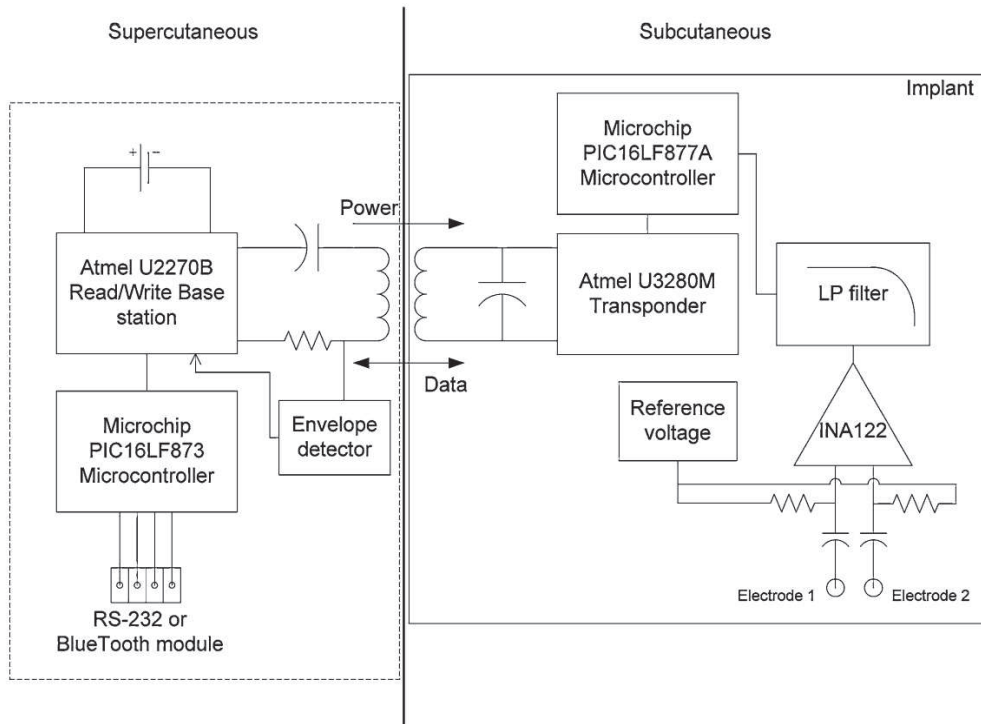 Supercutaneous
Subcutaneous
Implant
+ −
Atmel U2270B
Read/Write Base
station
Microchip
PIC16LF873
Microcontroller
Envelope
detector
RS-232 or
BlueTooth module
Power
Data
Microchip
PIC16LF877A
Microcontroller
Atmel U3280M
Transponder
LP filter
Reference
voltage
INA122
Electrode 1
Electrode 2